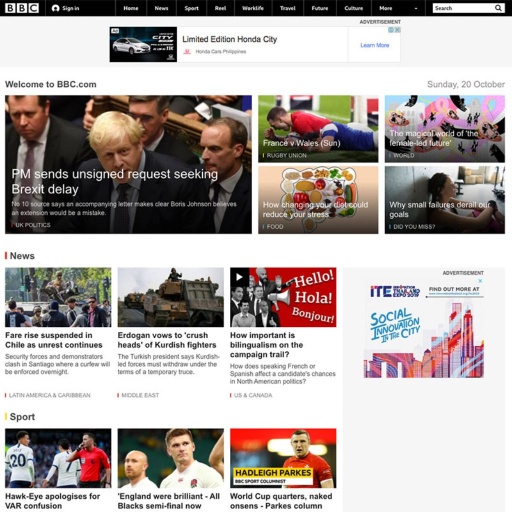 BBC
Sign in
Home
News
Sport
Reel
Worklife
Travel
Future
Culture
More
Search
ADVERTISEMENT
Ad
CITY
Limited Edition Honda City
Honda Cars Philippines
Learn More
Welcome to BBC.com
Sunday, 20 October
PM sends unsigned request seeking
Brexit delay
No 10 source says an accompanying letter makes clear Boris Johnson believes
an extension would be a mistake.
UK POLITICS
France v Wales (Sun)
RUGBY UNION
The magical world of 'the
female-led future'
WORLD
How changing your diet could
reduce your stress
FOOD
Why small failures derail our
goals
DID YOU MISS?
News
Fare rise suspended in
Chile as unrest continues
Security forces and demonstrators
clash in Santiago where a curfew will
be enforced overnight.
LATIN AMERICA & CARIBBEAN
Erdogan vows to 'crush
heads' of Kurdish fighters
The Turkish president says Kurdish-
led forces must withdraw under the
terms of a temporary truce.
MIDDLE EAST
Hello!
Hola!
Bonjour!
How important is
bilingualism on the
campaign trail?
How does speaking French or
Spanish affect a candidate's chances
in North American politics?
US & CANADA
ADVERTISEMENT
ITE
INNOVATION
THAILAND
EXPO 2019
FIND OUT MORE AT
SOCIAL
INNOVATION
IN THE CITY
Sport
20
Hawk-Eye apologises for
VAR confusion
'England were brilliant - All
Blacks semi-final now
HADLEIGH PARKES
BBC SPORT COLUMNIST
World Cup quarters, naked
onsens - Parkes column